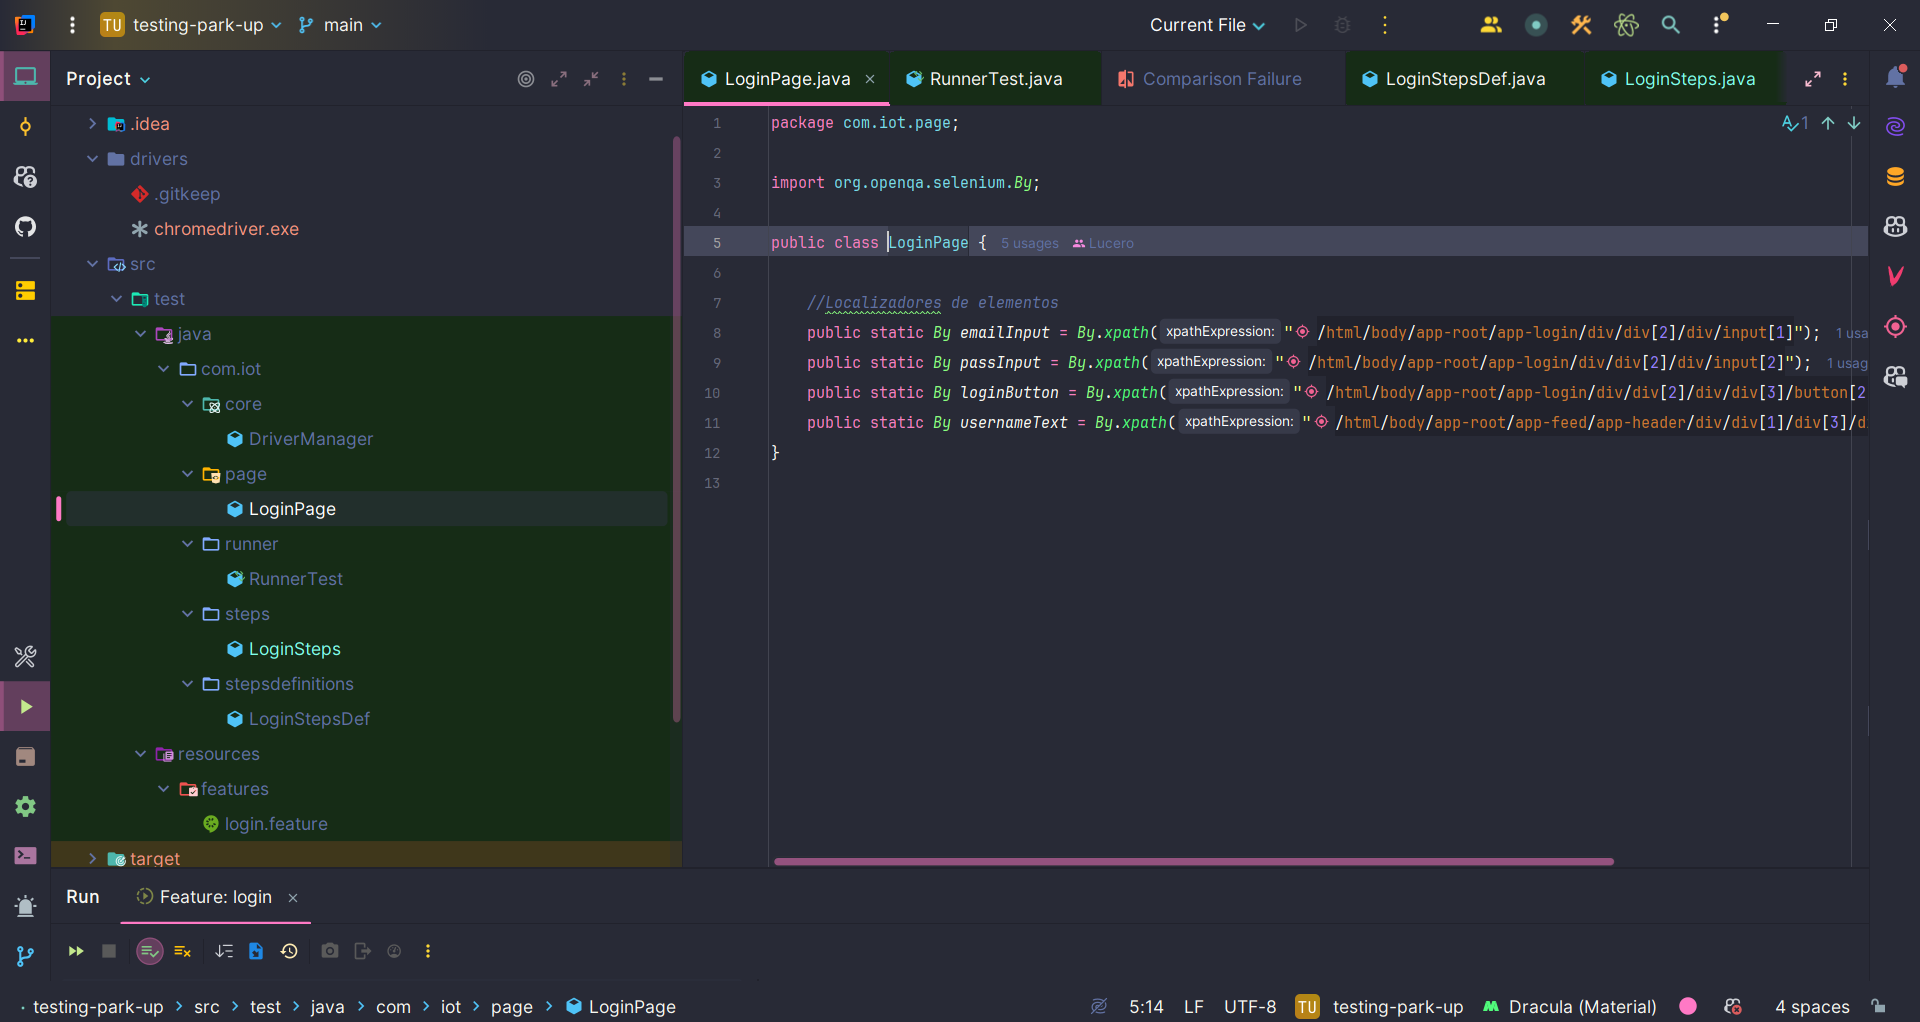 TU testing-park-up main Current File
Project
LoginPage.java RunnerTest.java Comparison Failure LoginStepsDef.java LoginSteps.java
.idea
drivers
.gitkeep
chromedriver.exe
src
test
java
com.iot
core
DriverManager
page
LoginPage
runner
RunnerTest
steps
LoginSteps
stepsdefinitions
LoginStepsDef
resources
features
login.feature
target
1 package com.iot.page; 1
2
3 import org.openqa.selenium.By;
4
5 public class LoginPage { 5 usages Lucero
6
7 //Localizadores de elementos
8 public static By emailInput = By.xpath( xpathExpression: "/html/body/app-root/app-login/div/div[2]/div/input[1]"); 1 usa
9 public static By passInput = By.xpath( xpathExpression: "/html/body/app-root/app-login/div/div[2]/div/input[2]"); 1 usag
10 public static By loginButton = By.xpath( xpathExpression: "/html/body/app-root/app-login/div/div[2]/div/div[3]/button[2
11 public static By usernameText = By.xpath( xpathExpression: "/html/body/app-root/app-feed/app-header/div/div[1]/div[3]/d
12 }
13
Run Feature: login
testing-park-up src test java com iot page LoginPage 5:14 LF UTF-8 TU testing-park-up Dracula (Material) 4 spaces